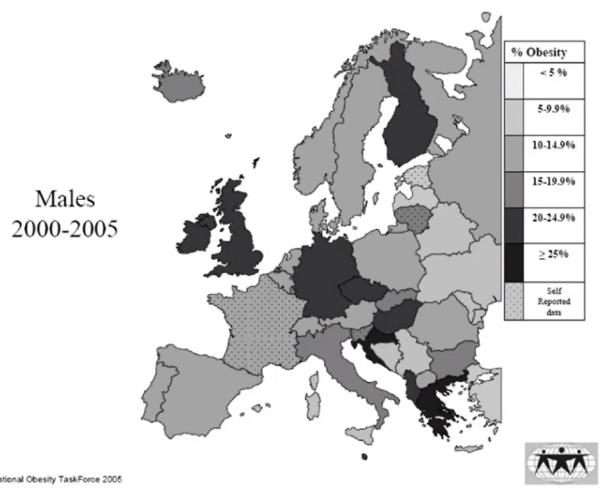 % Obesity
< 5 %
5-9.9%
10-14.9%
15-19.9%
20-24.9%
≥ 25%
Self
Reported
data
Males
2000-2005
ational Obesity TaskForce 2005